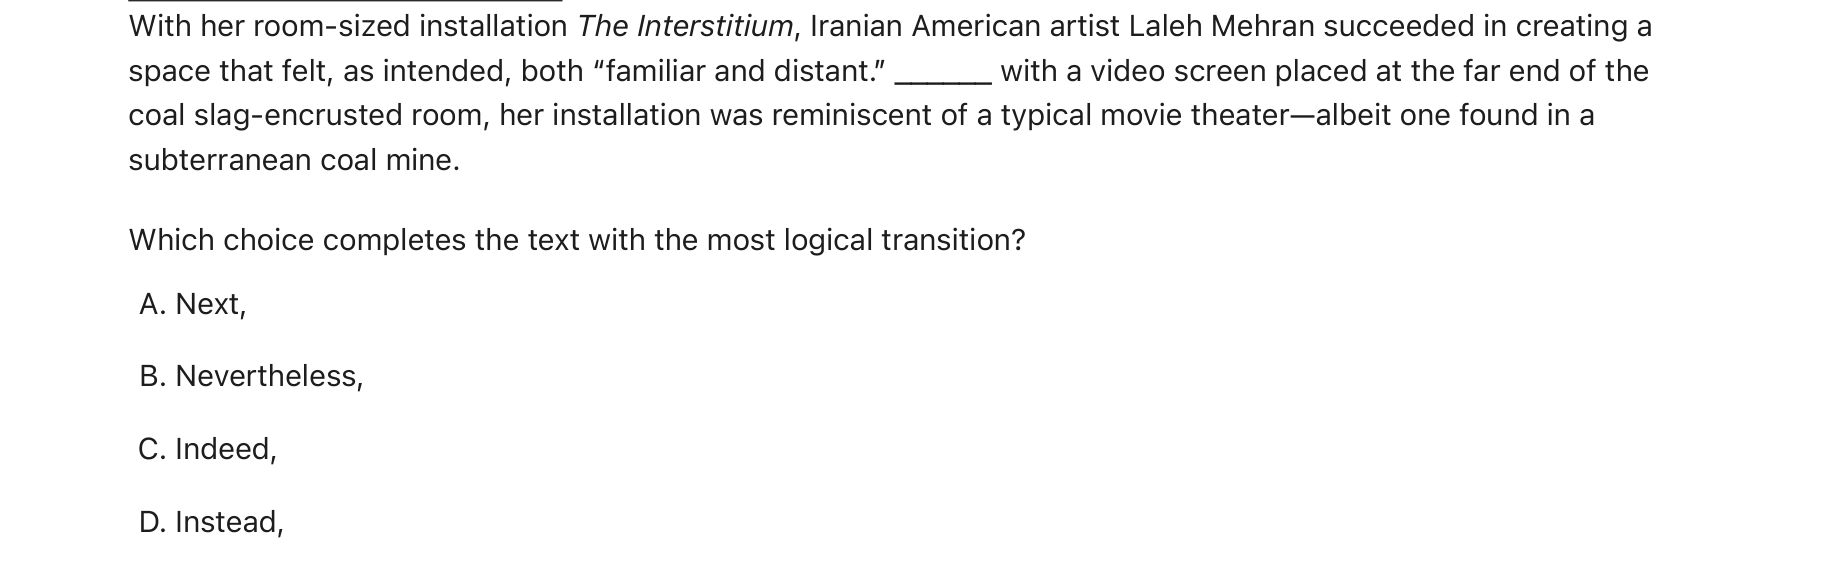 With her room-sized installation The Interstitium, Iranian American artist Laleh Mehran succeeded in creating a
space that felt, as intended, both “familiar and distant.” ______ with a video screen placed at the far end of the
coal slag-encrusted room, her installation was reminiscent of a typical movie theater—albeit one found in a
subterranean coal mine.
Which choice completes the text with the most logical transition?
A. Next,
B. Nevertheless,
C. Indeed,
D. Instead,